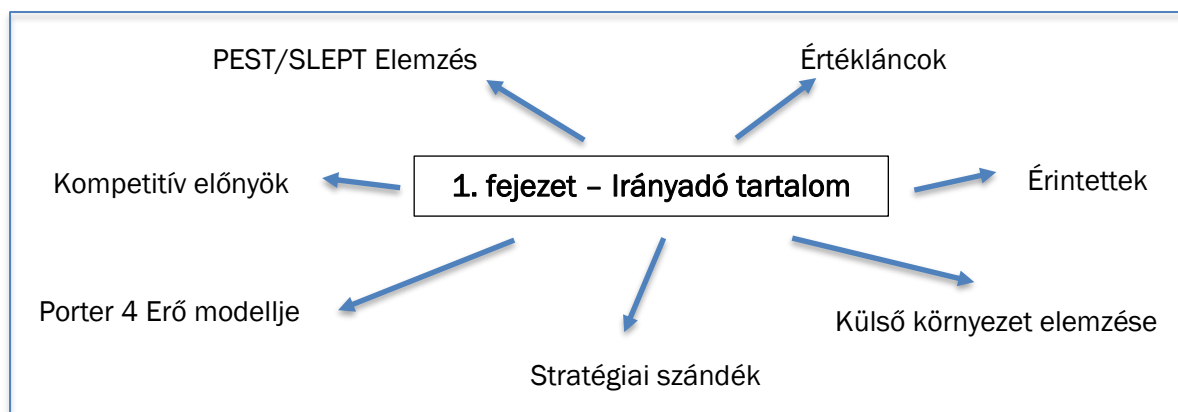 PEST/SLEPT Elemzés
Értékláncok
Kompetitív előnyök
1. fejezet – Irányadó tartalom
Érintettek
Porter 4 Erő modellje
Külső környezet elemzése
Stratégiai szándék